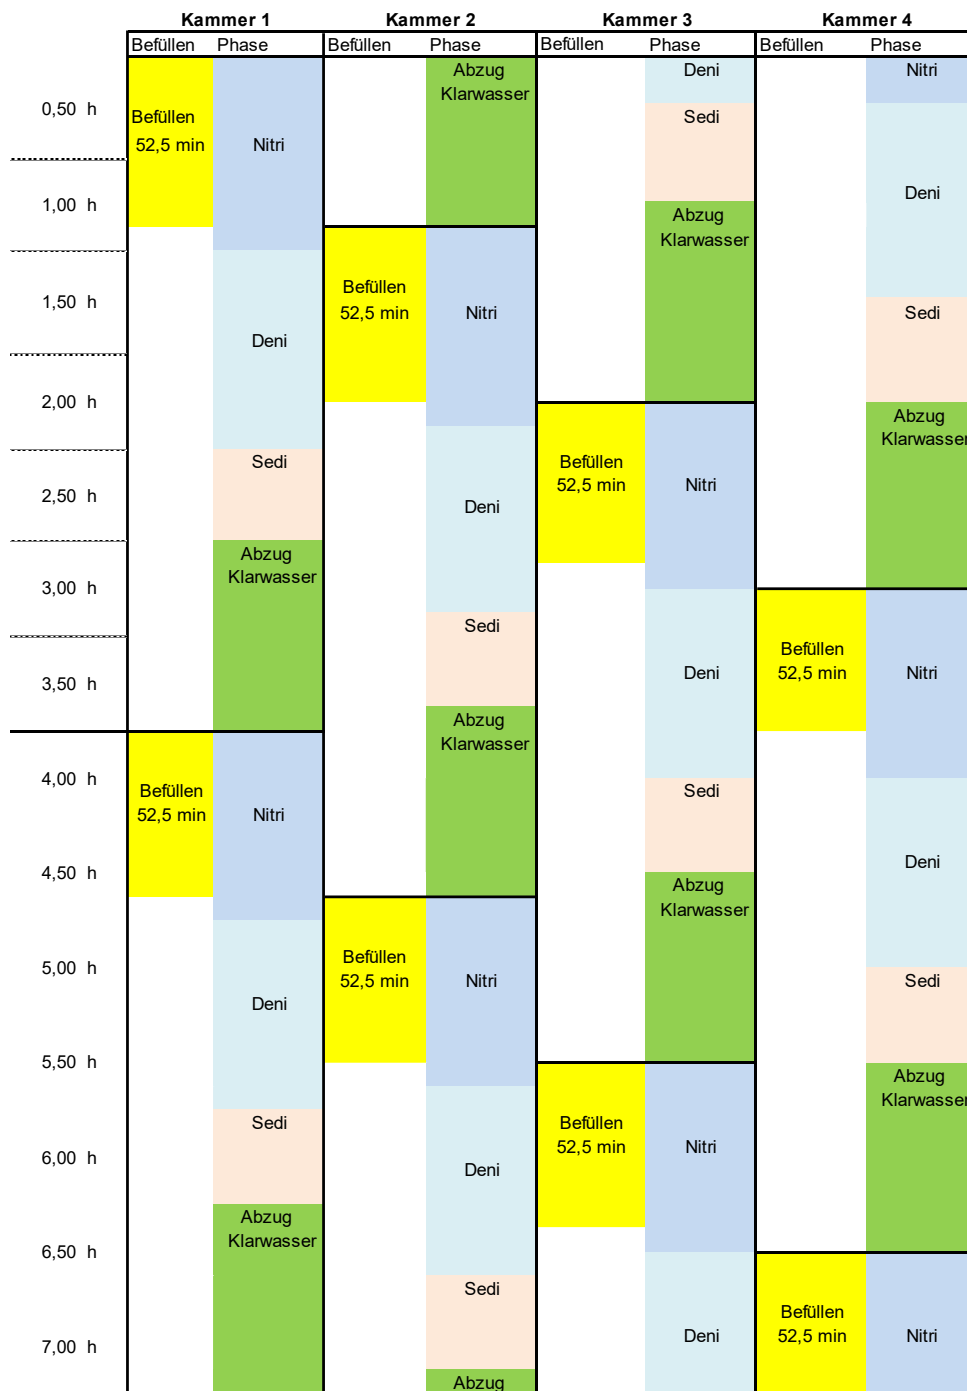 Kammer 1 Kammer 2 Kammer 3 Kammer 4
Befüllen Phase Befüllen Phase Befüllen Phase Befüllen Phase
Abzug Deni Nitri
Klarwasser
0,50 h Befüllen Sedi
52,5 min Nitri
Deni
1,00 h Abzug
Klarwasser
Befüllen
1,50 h 52,5 min Nitri Sedi
Deni
2,00 h Abzug
Klarwasser
Sedi Befüllen
2,50 h Deni 52,5 min Nitri
Abzug
3,00 h Klarwasser
Sedi
Befüllen
3,50 h Deni 52,5 min Nitri
Abzug
Klarwasser
4,00 h Befüllen Sedi
52,5 min Nitri
4,50 h Deni
Abzug
Klarwasser
5,00 h Befüllen Sedi
52,5 min Nitri
Deni
5,50 h Abzug
Klarwasser
Sedi Befüllen
6,00 h Deni 52,5 min Nitri
Abzug
6,50 h Klarwasser
Sedi
Befüllen
7,00 h Deni 52,5 min Nitri
Abzug